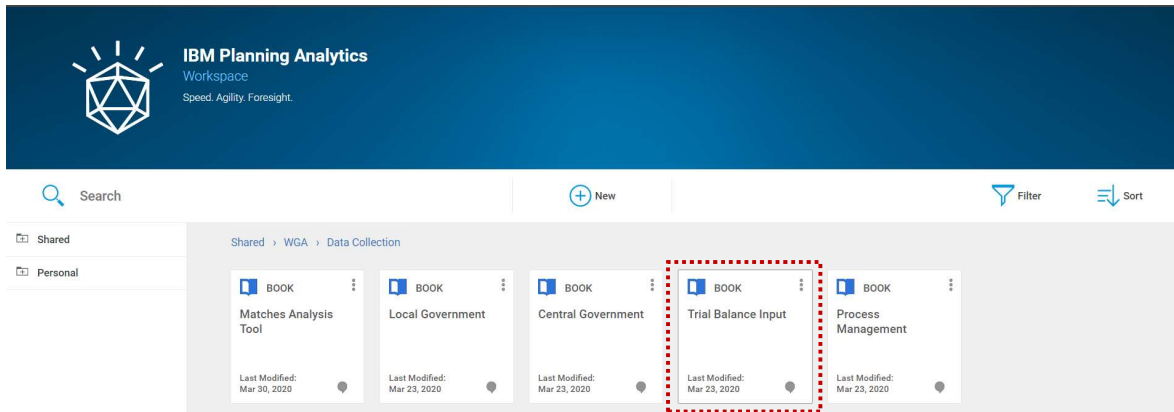 IBM Planning Analytics
Workspace
Speed. Agility. Foresight.
Search
New
Filter
Sort
Shared
Personal
Shared › WGA › Data Collection
BOOK
Matches Analysis
Tool
Last Modified:
Mar 30, 2020
BOOK
Local Government
Last Modified:
Mar 23, 2020
BOOK
Central Government
Last Modified:
Mar 23, 2020
BOOK
Trial Balance Input
Last Modified:
Mar 23, 2020
BOOK
Process
Management
Last Modified:
Mar 23, 2020